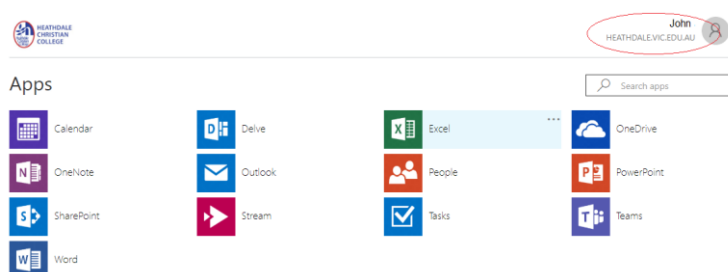 HEATHDALE
CHRISTIAN
COLLEGE
John
HEATHDALE.VIC.EDU.AU
Apps
Search apps
Calendar
Delve
Excel
OneDrive
OneNote
Outlook
People
PowerPoint
SharePoint
Stream
Tasks
Teams
Word